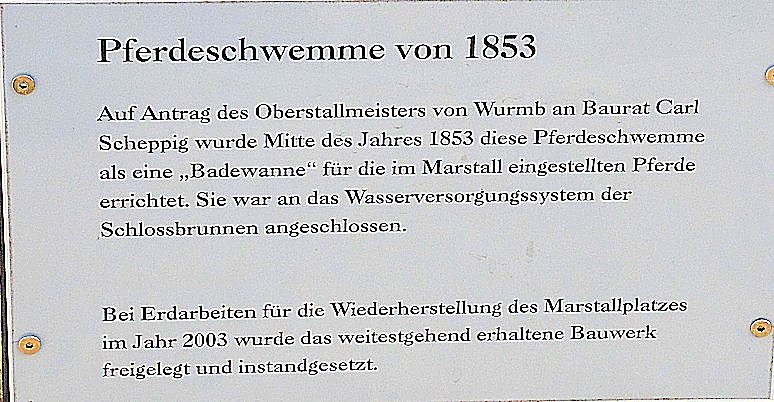 Pferdeschwemme von 1853
Auf Antrag des Oberstallmeisters von Wurmb an Baurat Carl
Scheppig wurde Mitte des Jahres 1853 diese Pferdeschwemme
als eine „Badewanne“ für die im Marstall eingestellten Pferde
errichtet. Sie war an das Wasserversorgungssystem der
Schlossbrunnen angeschlossen.
Bei Erdarbeiten für die Wiederherstellung des Marstallplatzes
im Jahr 2003 wurde das weitestgehend erhaltene Bauwerk
freigelegt und instandgesetzt.